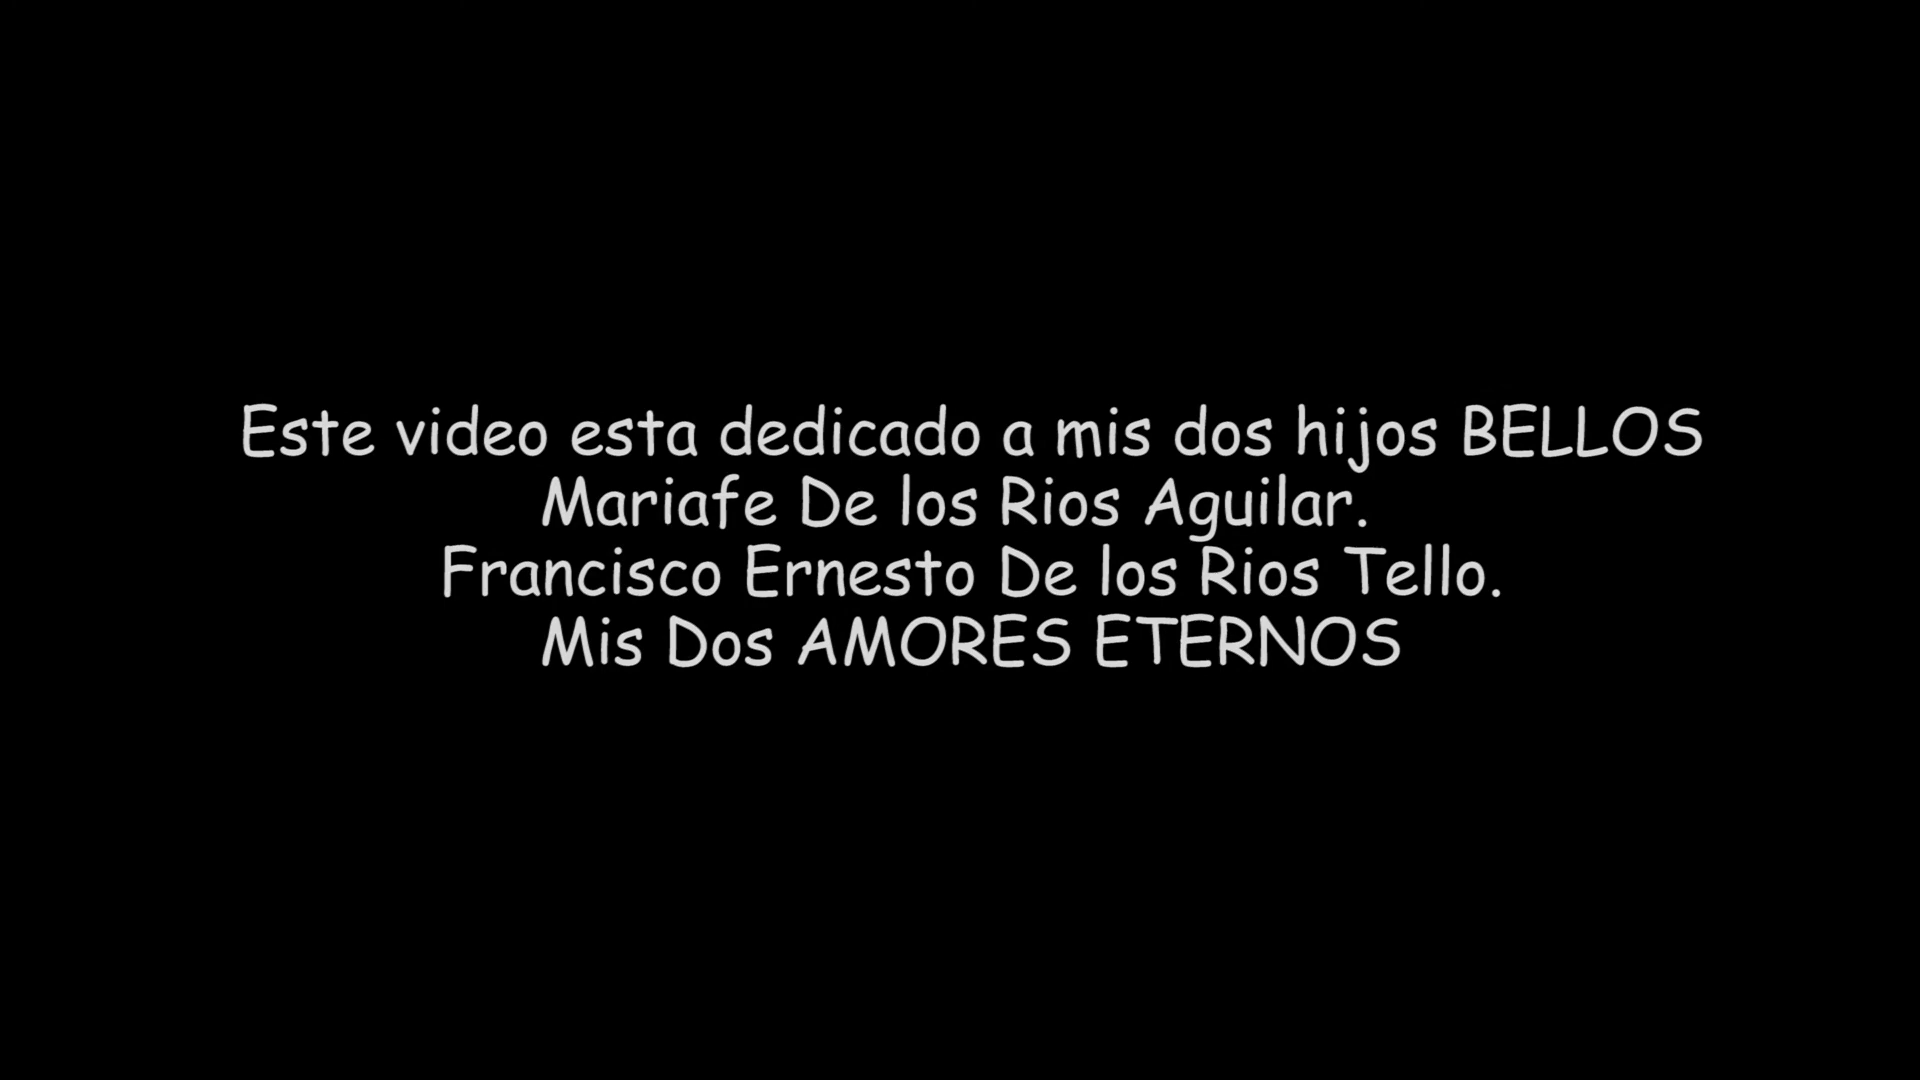 Este video esta dedicado a mis dos hijos BELLOS
Mariafe De los Rios Aguilar.
Francisco Ernesto De los Rios Tello.
Mis Dos AMORES ETERNOS